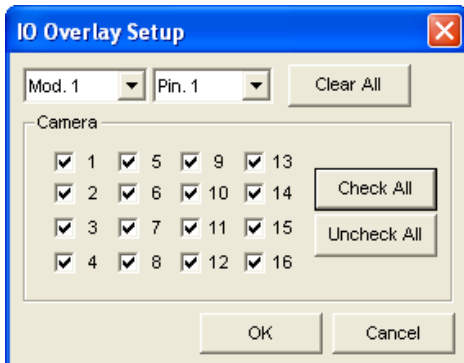 IO Overlay Setup
Mod. 1 Pin. 1 Clear All
Camera
1 5 9 13
2 6 10 14
Check All
3 7 11 15
Uncheck All
4 8 12 16
OK Cancel